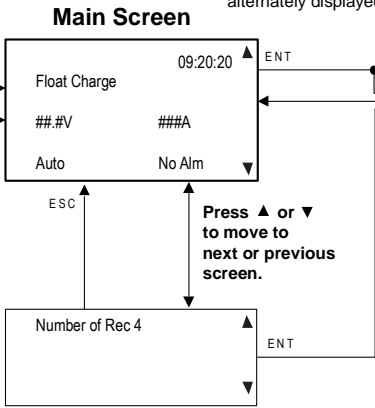 alternately displayed
Main Screen
09:20:20 ▲
ENT
Float Charge
##.#V ###A
Auto No Alm ▼
ESC
Press ▲ or ▼
to move to
next or previous
screen.
Number of Rec 4 ▲
ENT
▼